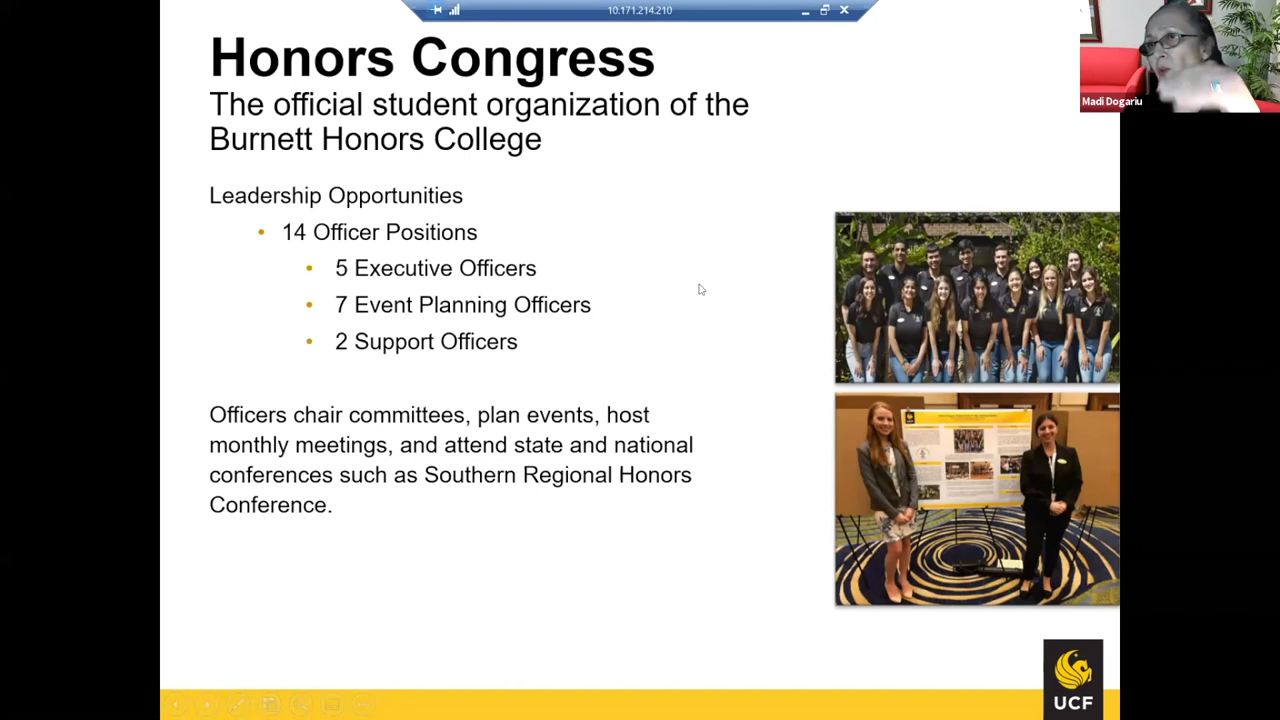 10.171.214.210
Honors Congress
The official student organization of the
Burnett Honors College
Madi Dogariu
Leadership Opportunities
• 14 Officer Positions
• 5 Executive Officers
• 7 Event Planning Officers
• 2 Support Officers
Officers chair committees, plan events, host
monthly meetings, and attend state and national
conferences such as Southern Regional Honors
Conference.
UCF